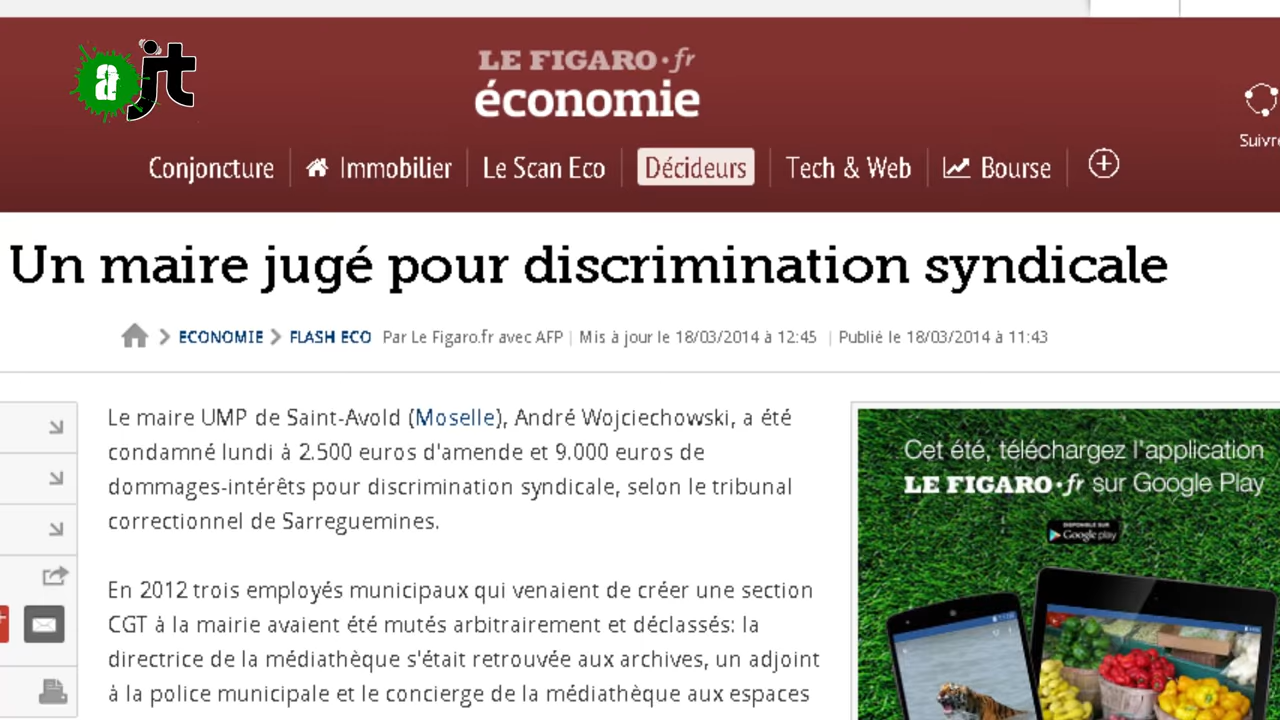 ajt
LE FIGARO·fr
économie
Suivre
Conjoncture
Immobilier
Le Scan Eco
Décideurs
Tech & Web
Bourse
Un maire jugé pour discrimination syndicale
ECONOMIE FLASH ECO Par Le Figaro.fr avec AFP | Mis à jour le 18/03/2014 à 12:45 | Publié le 18/03/2014 à 11:43
Le maire UMP de Saint-Avold (Moselle), André Wojciechowski, a été
condamné lundi à 2.500 euros d'amende et 9.000 euros de
dommages-intérêts pour discrimination syndicale, selon le tribunal
correctionnel de Sarreguemines.
En 2012 trois employés municipaux qui venaient de créer une section
CGT à la mairie avaient été mutés arbitrairement et déclassés: la
directrice de la médiathèque s'était retrouvée aux archives, un adjoint
à la police municipale et le concierge de la médiathèque aux espaces
Cet été, téléchargez l'application
LE FIGARO·fr sur Google Play
DISPONIBLE SUR
Google play